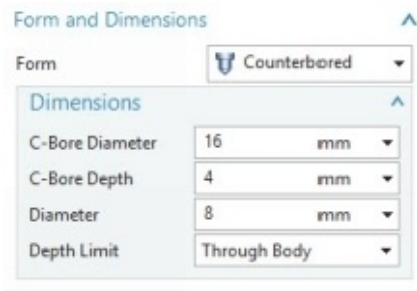 Form and Dimensions
Form Counterbored
Dimensions
C-Bore Diameter 16 mm
C-Bore Depth 4 mm
Diameter 8 mm
Depth Limit Through Body